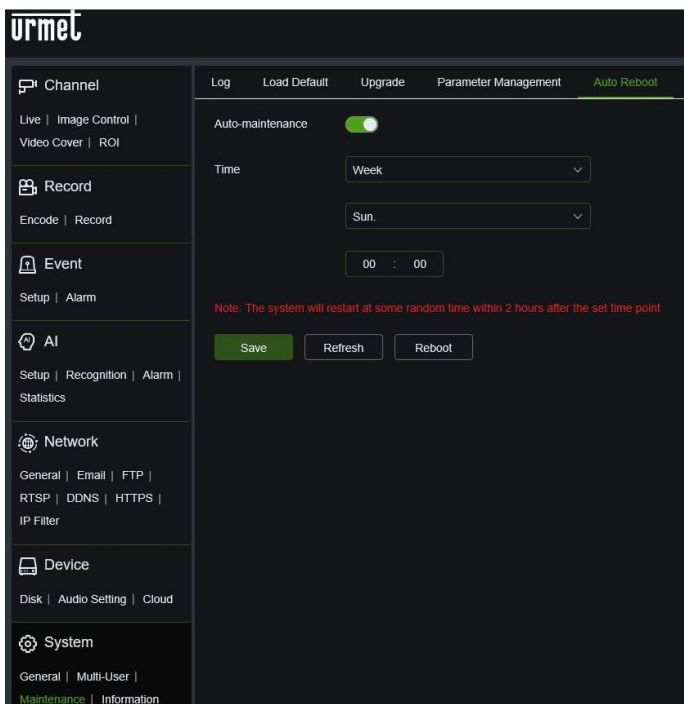 urmet
Channel
Live | Image Control |
Video Cover | ROI
Record
Encode | Record
Event
Setup | Alarm
AI
Setup | Recognition | Alarm |
Statistics
Network
General | Email | FTP |
RTSP | DDNS | HTTPS |
IP Filter
Device
Disk | Audio Setting | Cloud
System
General | Multi-User |
Maintenance | Information
Log Load Default Upgrade Parameter Management Auto Reboot
Auto-maintenance
Time Week
Sun.
00 : 00
Note: The system will restart at some random time within 2 hours after the set time point
Save Refresh Reboot